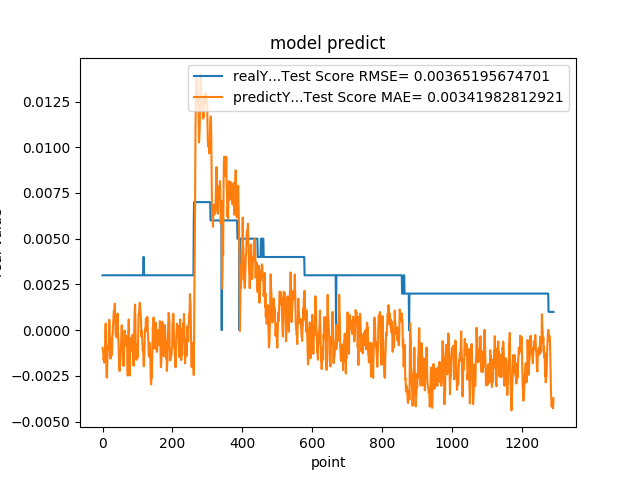 model predict
realY...Test Score RMSE= 0.00365195674701
predictY...Test Score MAE= 0.00341982812921
0.0125
0.0100
0.0075
0.0050
0.0025
0.0000
−0.0025
−0.0050
0 200 400 600 800 1000 1200
point